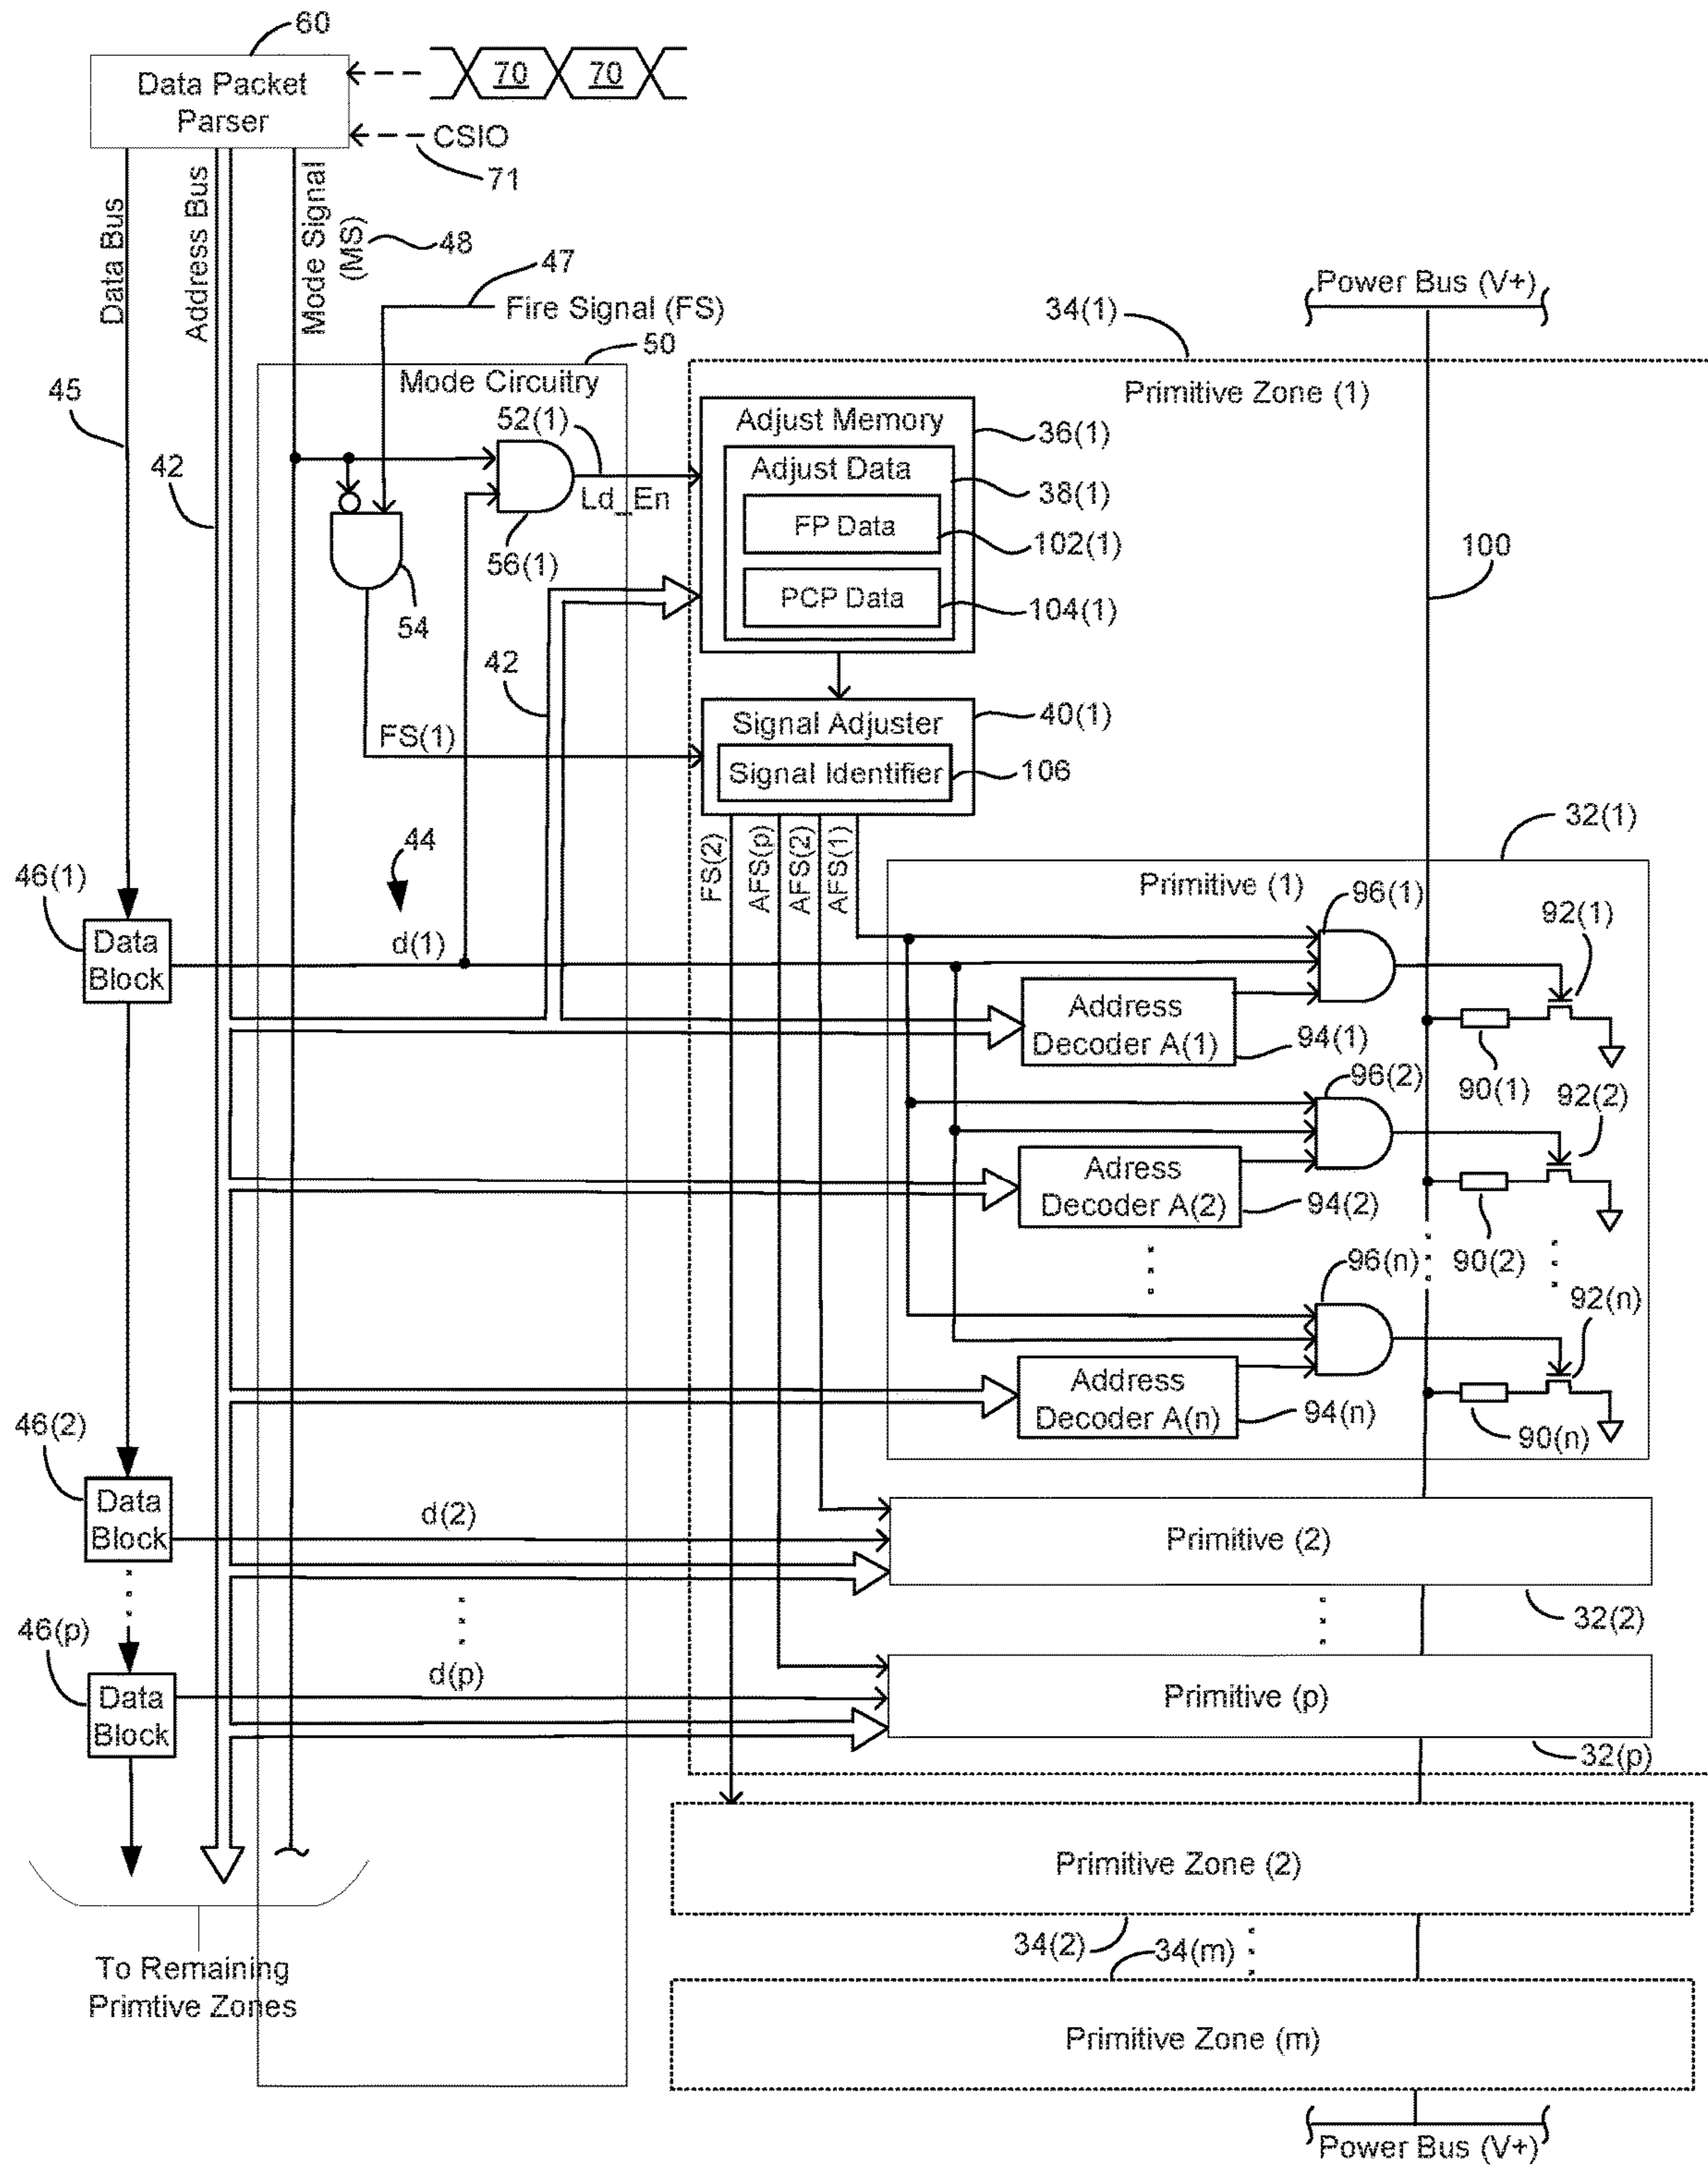 60
Data Packet
Parser
70
70
CSIO
71
Data Bus
Address Bus
Mode Signal
(MS)
48
47
Fire Signal (FS)
Power Bus (V+)
34(1)
50
Mode Circuitry
Primitive Zone (1)
45
42
52(1)
Ld_En
56(1)
54
Adjust Memory
36(1)
Adjust Data
38(1)
FP Data
102(1)
PCP Data
104(1)
100
42
FS(1)
Signal Adjuster
40(1)
Signal Identifier
106
FS(2)
AFS(p)
AFS(2)
AFS(1)
32(1)
44
46(1)
Data
Block
d(1)
Primitive (1)
96(1)
92(1)
Address
Decoder A(1)
94(1)
90(1)
96(2)
92(2)
Adress
Decoder A(2)
94(2)
90(2)
96(n)
92(n)
Address
Decoder A(n)
94(n)
90(n)
46(2)
Data
Block
d(2)
Primitive (2)
32(2)
46(p)
Data
Block
d(p)
Primitive (p)
32(p)
Primitive Zone (2)
34(2)
34(m)
To Remaining
Primtive Zones
Primitive Zone (m)
Power Bus (V+)